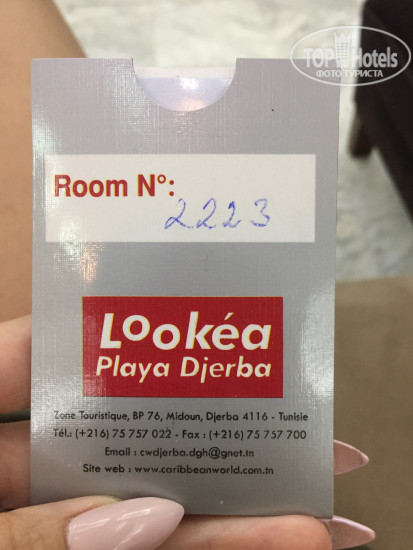 TOP Hotels
ФОТО ТУРИСТА
Room N°:
2223
Lookéa
Playa Djerba
Zone Touristique, BP 76, Midoun, Djerba 4116 - Tunisie
Tél.: (+216) 75 757 022 - Fax : (+216) 75 757 700
Email : cwdjerba.dgh@gnet.tn
Site web : www.caribbeanworld.com.tn